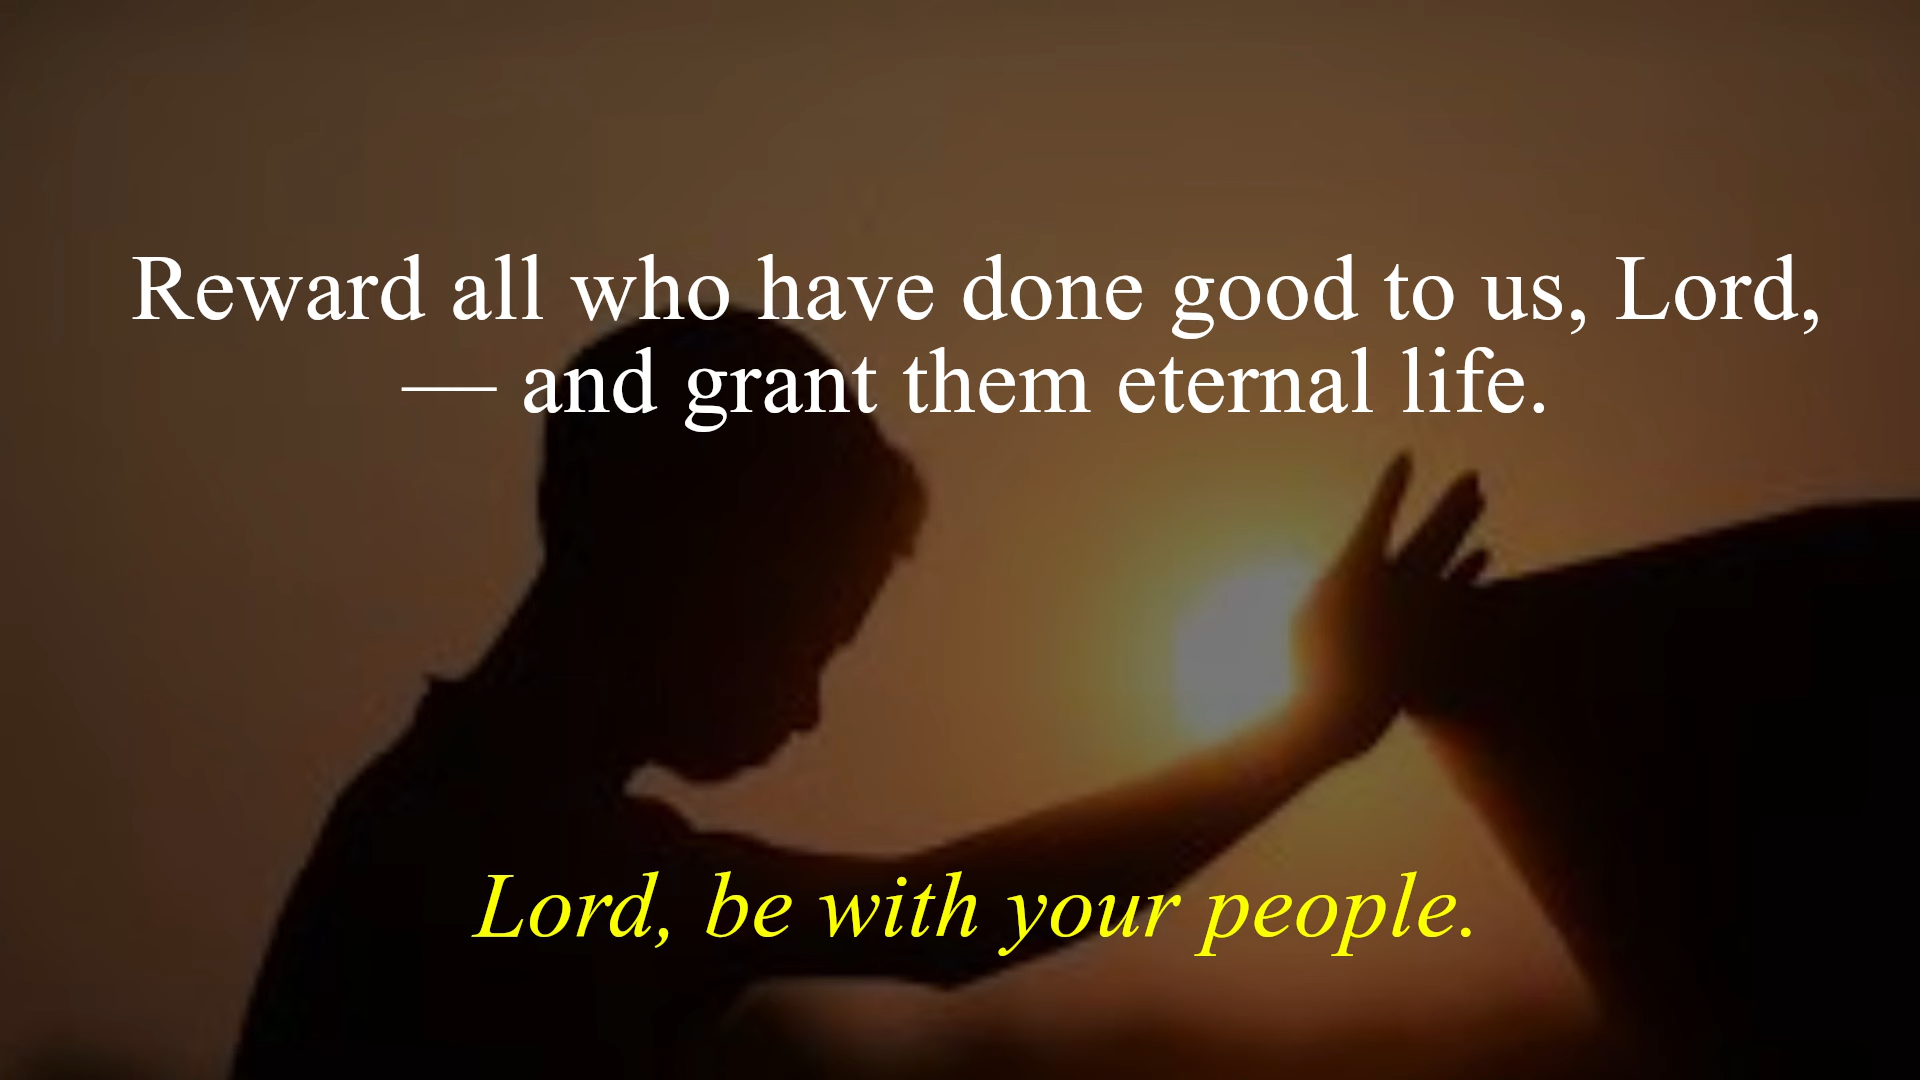 Reward all who have done good to us, Lord,
— and grant them eternal life.
Lord, be with your people.